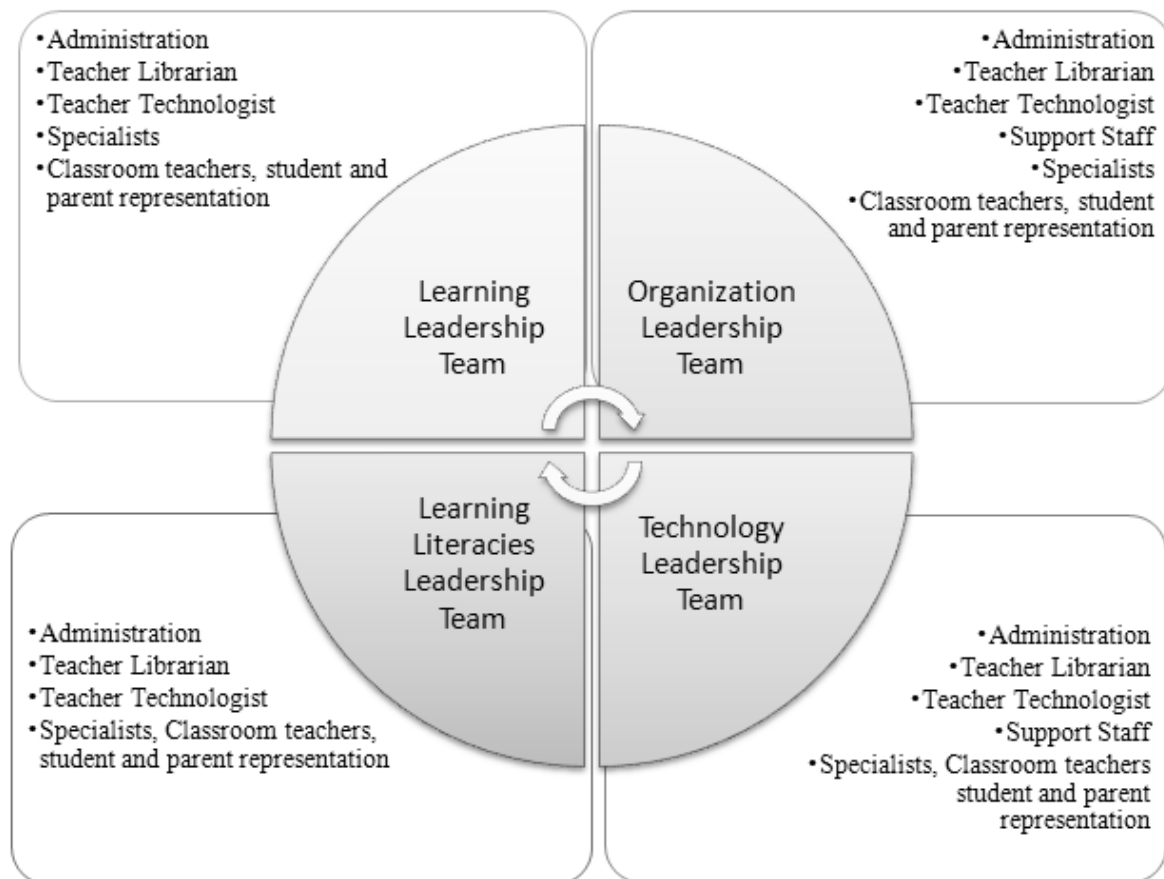 •Administration
•Teacher Librarian
•Teacher Technologist
•Specialists
•Classroom teachers, student and
parent representation
•Administration
•Teacher Librarian
•Teacher Technologist
•Support Staff
•Specialists
•Classroom teachers, student
and parent representation
Learning
Leadership
Team
Organization
Leadership
Team
Learning
Literacies
Leadership
Team
Technology
Leadership
Team
•Administration
•Teacher Librarian
•Teacher Technologist
•Specialists, Classroom teachers,
student and parent representation
•Administration
•Teacher Librarian
•Teacher Technologist
•Support Staff
•Specialists, Classroom teachers
student and parent
representation